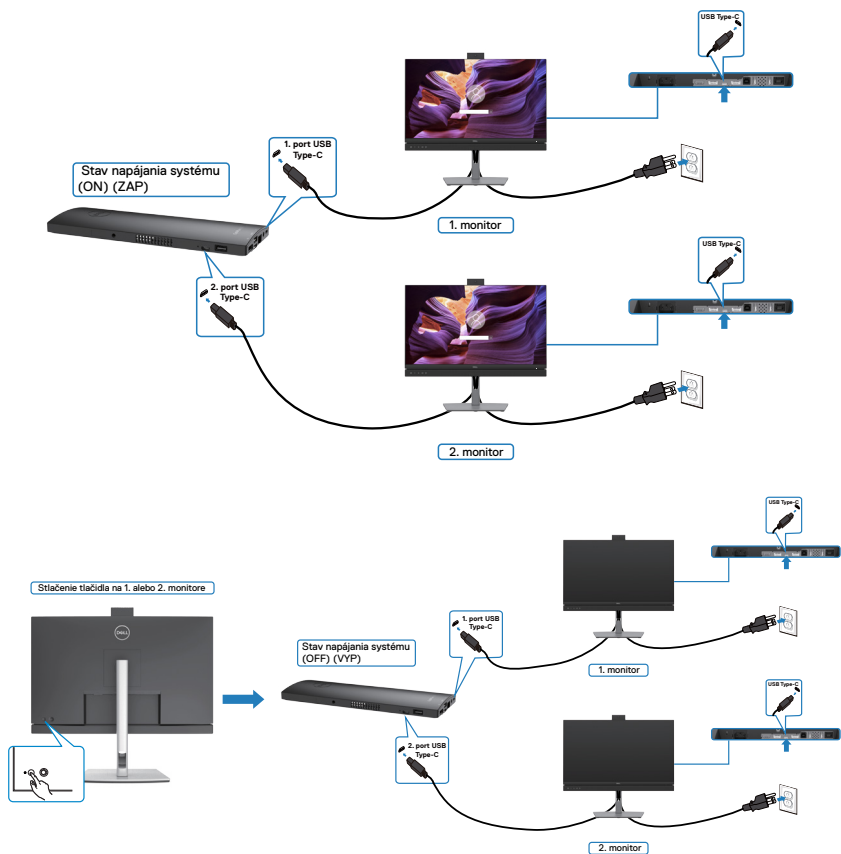 USB Type-C
1. port USB
Type-C
Stav napájania systému
(ON) (ZAP)
1. monitor
USB Type-C
2. port USB
Type-C
2. monitor
USB Type-C
Stlačenie tlačidla na 1. alebo 2. monitore
DELL
1. port USB
Type-C
Stav napájania systému
(OFF) (VYP)
1. monitor
USB Type-C
2. port USB
Type-C
2. monitor